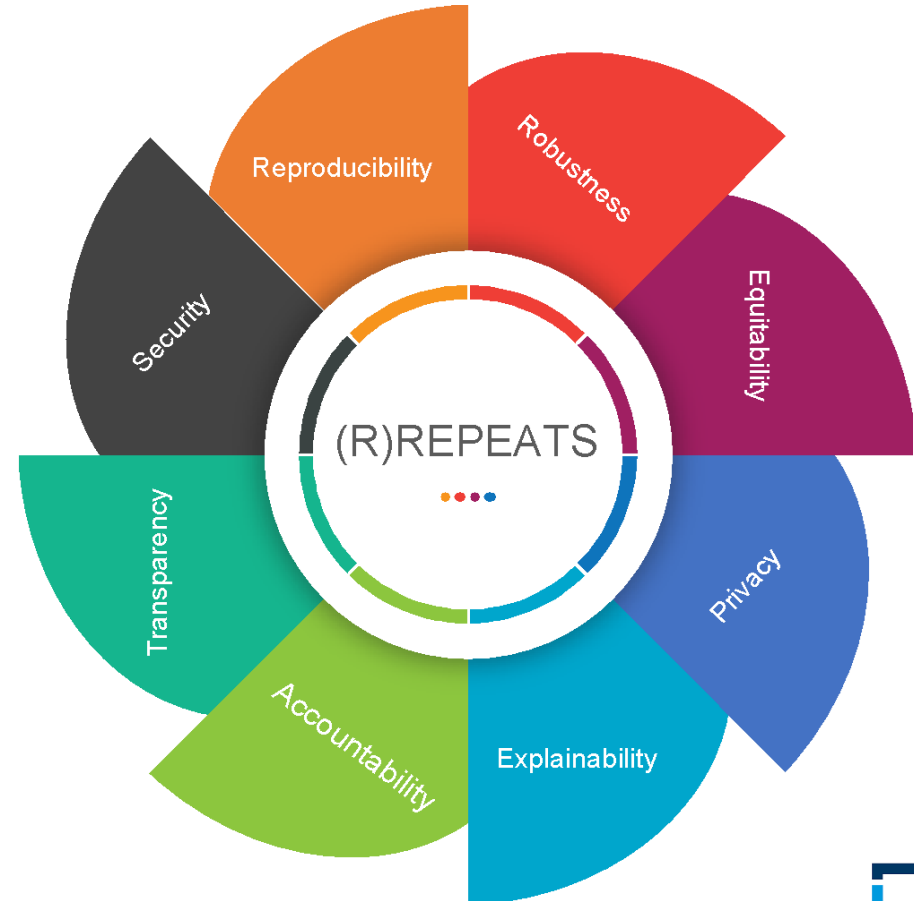 Reproducibility
Robustness
Equitability
Privacy
Explainability
Accountability
Transparency
Security
(R)REPEATS